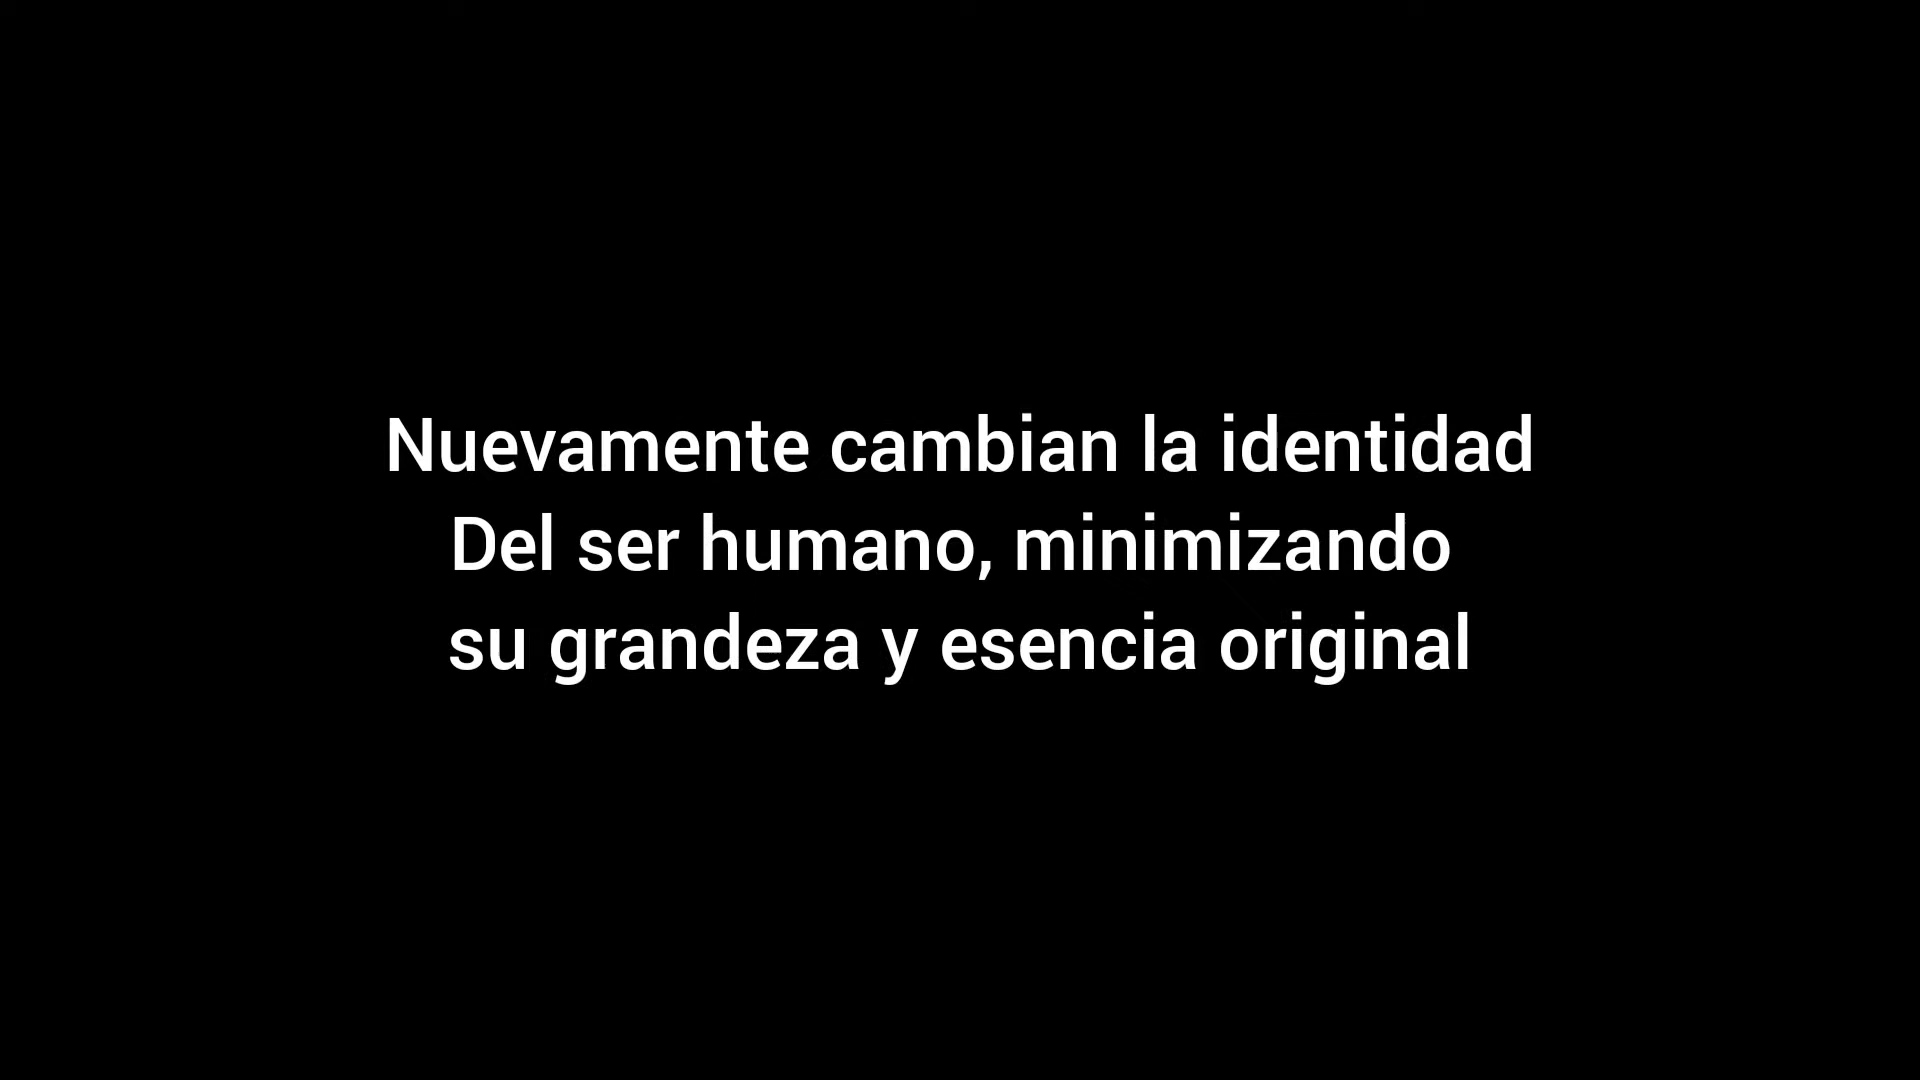 Nuevamente cambian la identidad
Del ser humano, minimizando
su grandeza y esencia original